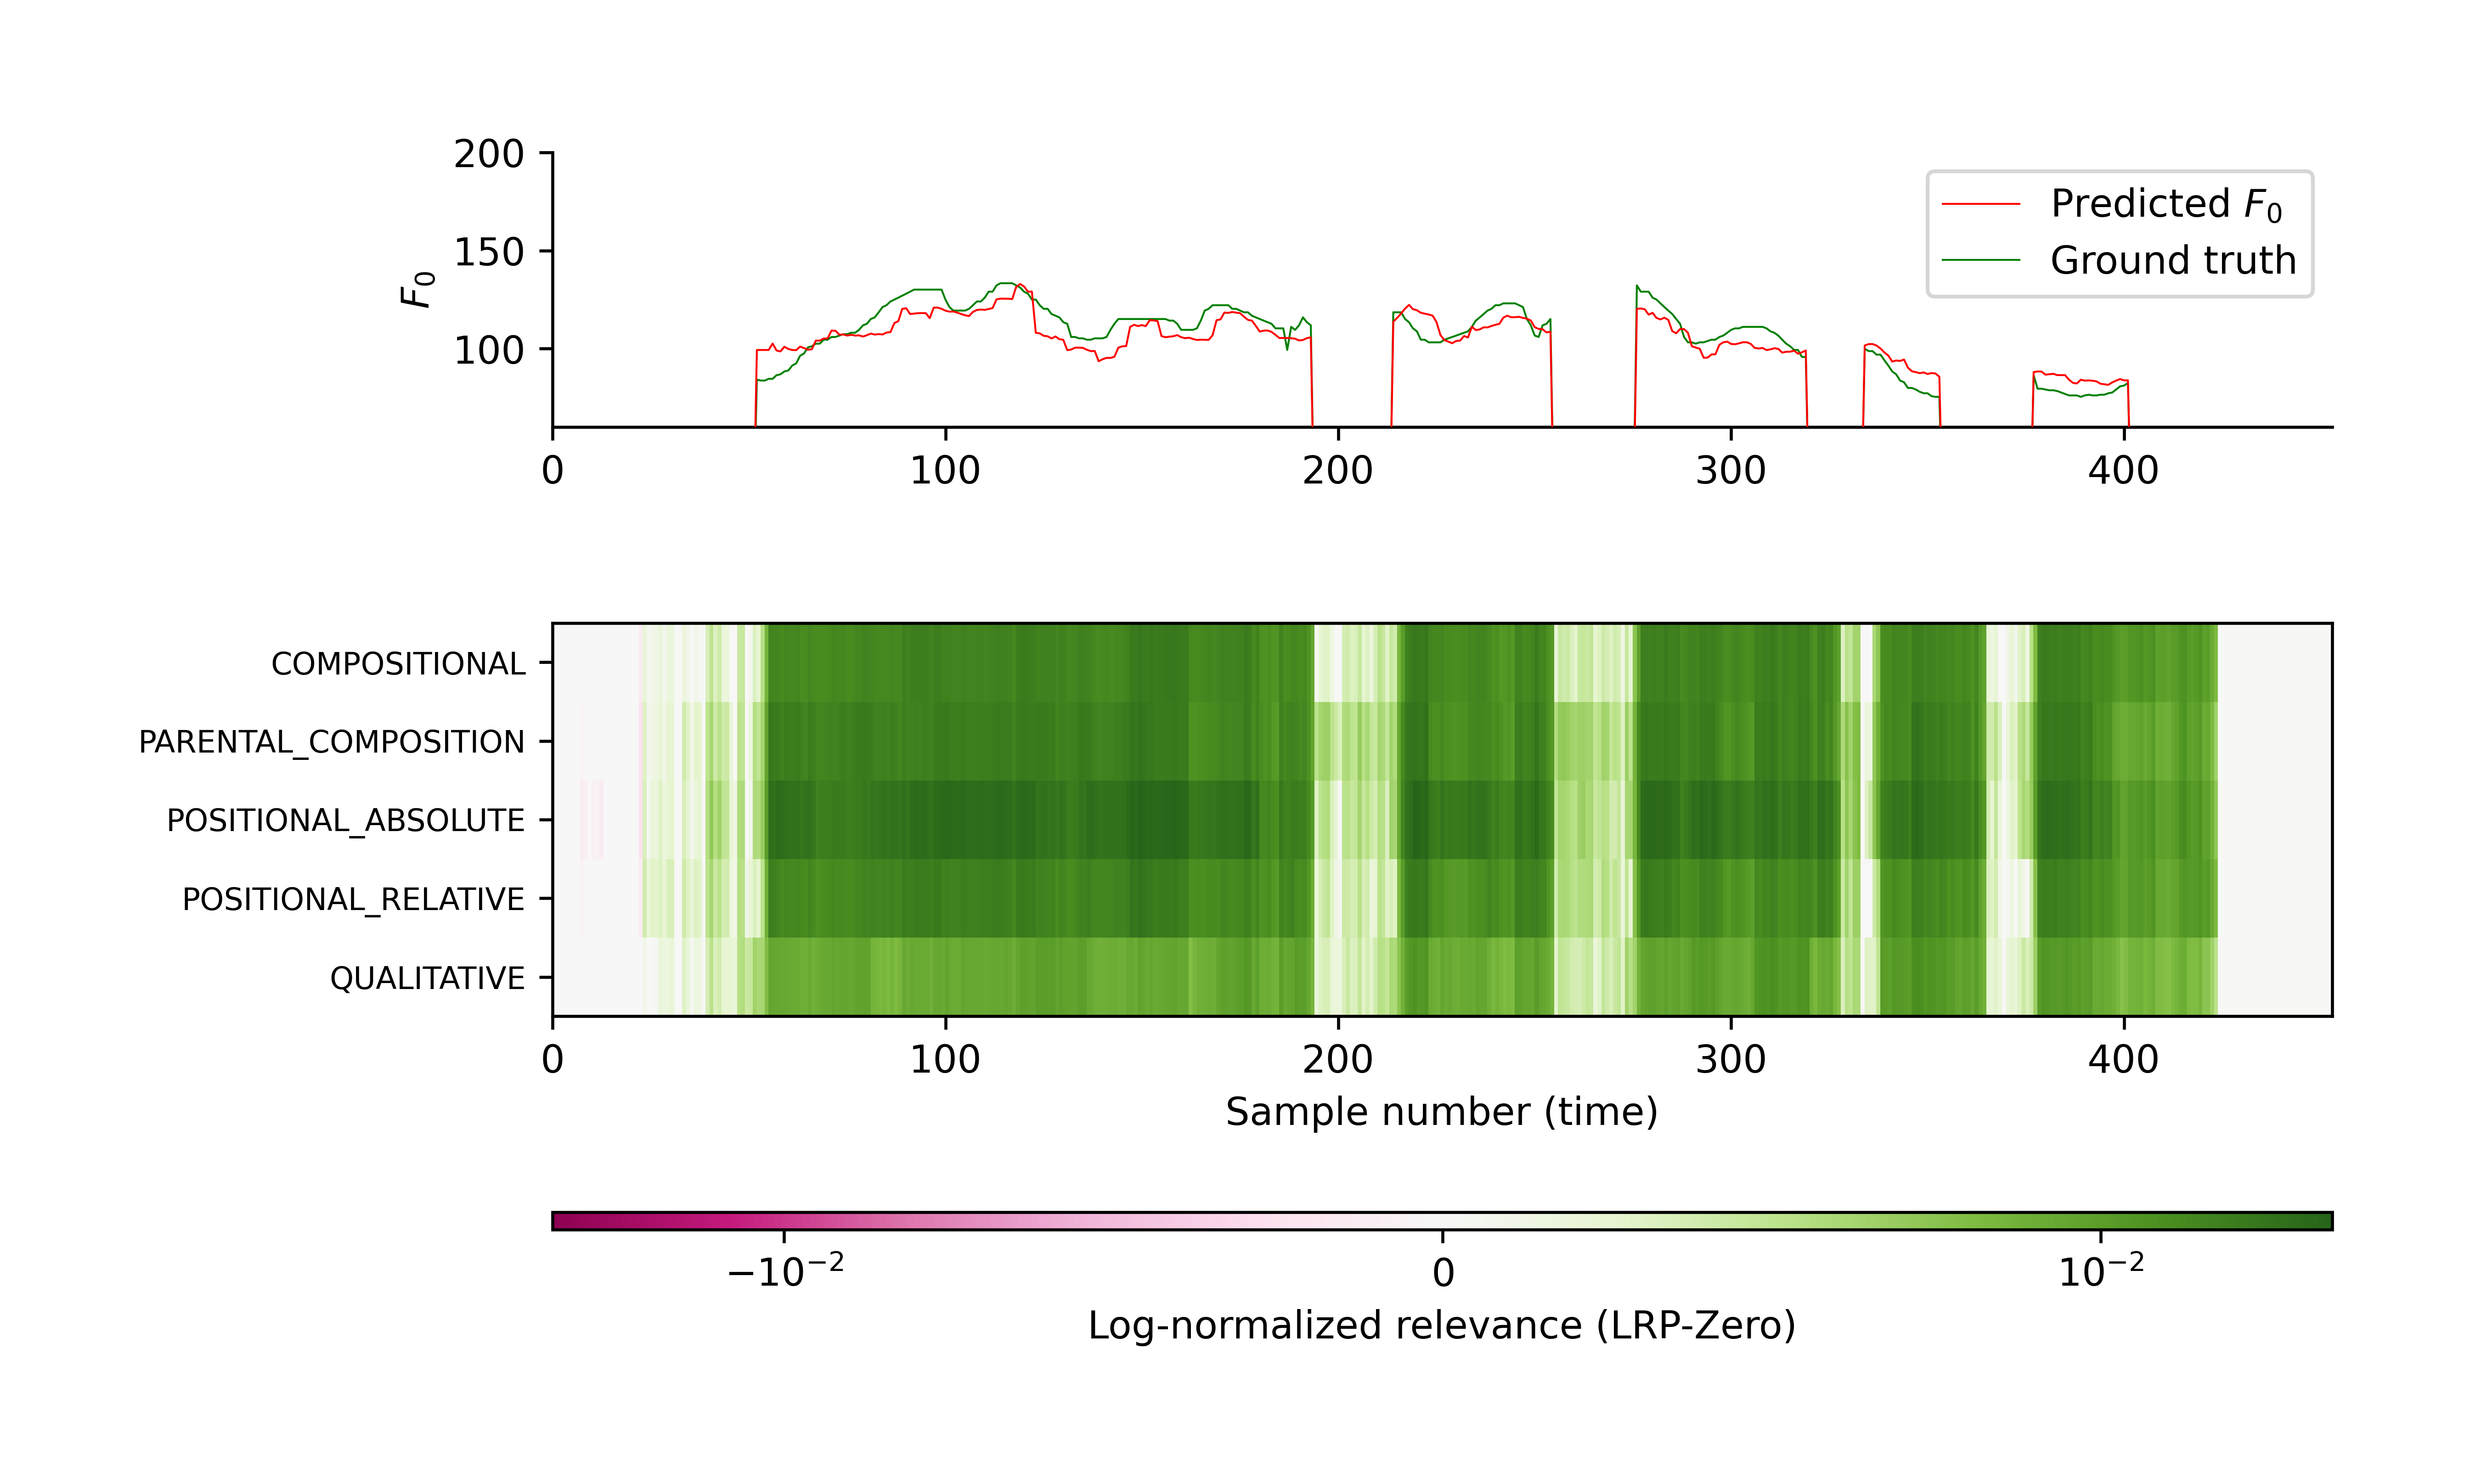 200
150
100
F0
Predicted F0
Ground truth
0 100 200 300 400
COMPOSITIONAL
PARENTAL_COMPOSITION
POSITIONAL_ABSOLUTE
POSITIONAL_RELATIVE
QUALITATIVE
0 100 200 300 400
Sample number (time)
−10−2 0 10−2
Log-normalized relevance (LRP-Zero)